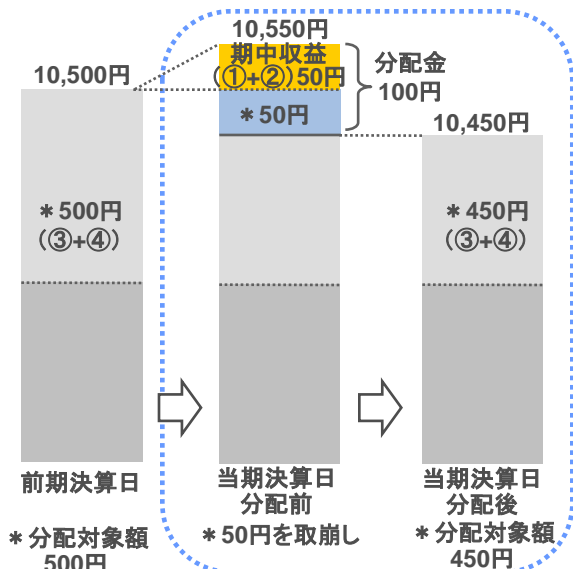 10,550円
期中収益
(①+②)50円
分配金
100円
10,500円
＊50円
10,450円
＊500円
(③+④)
＊450円
(③+④)
前期決算日
当期決算日
分配前
当期決算日
分配後
＊分配対象額
500円
＊50円を取崩し
＊分配対象額
450円